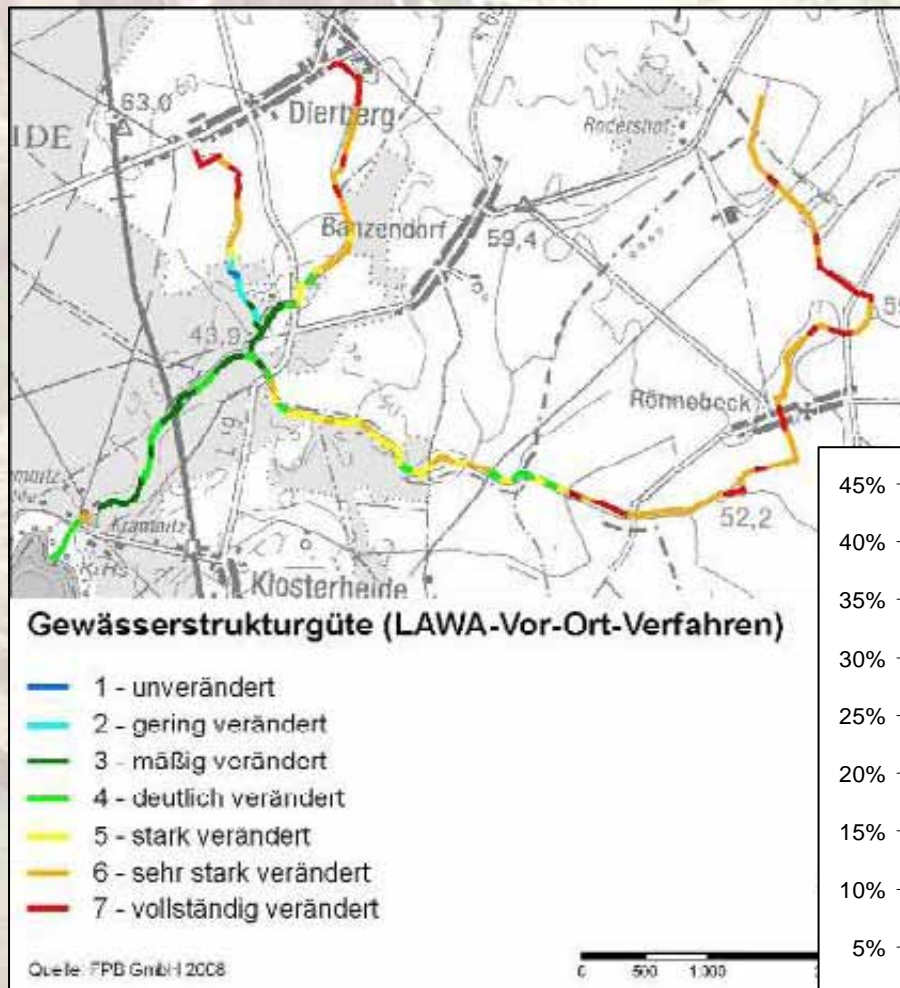 63,0
IDE
Dierberg
Rodershof
Banzendorf
59,4
43,9
Rönnebeck
Kramnitz
52,2
Klosterheide
Gewässerstrukturgüte (LAWA-Vor-Ort-Verfahren)
1 - unverändert
2 - gering verändert
3 - mäßig verändert
4 - deutlich verändert
5 - stark verändert
6 - sehr stark verändert
7 - vollständig verändert
Quelle: FPB GmbH 2008
0 500 1.000
45%
40%
35%
30%
25%
20%
15%
10%
5%